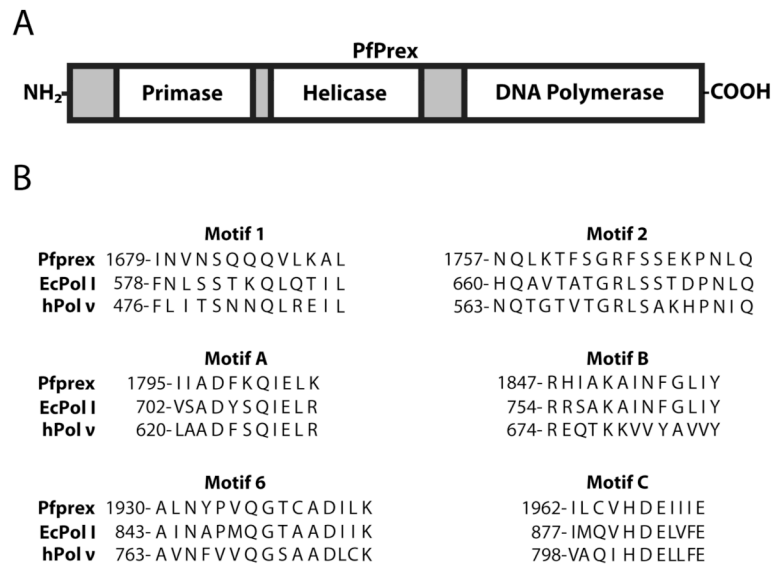 A
PfPrex
NH₂ Primase Helicase DNA Polymerase COOH
B
Motif 1
Pfprex 1679- I N V N S Q Q Q V L K A L
EcPol I 578- F N L S S T K Q L Q T I L
hPol ν 476- F L I T S N N Q L R E I L
Motif 2
1757- N Q L K T F S G R F S S E K P N L Q
660- H Q A V T A T G R L S S T D P N L Q
563- N Q T G T V T G R L S A K H P N I Q
Motif A
Pfprex 1795- I I A D F K Q I E L K
EcPol I 702- V S A D Y S Q I E L R
hPol ν 620- L A A D F S Q I E L R
Motif B
1847- R H I A K A I N F G L I Y
754- R R S A K A I N F G L I Y
674- R E Q T K K V V Y A V V Y
Motif 6
Pfprex 1930- A L N Y P V Q G T C A D I L K
EcPol I 843- A I N A P M Q G T A A D I I K
hPol ν 763- A V N F V V Q G S A A D L C K
Motif C
1962- I L C V H D E I I I E
877- I M Q V H D E L V F E
798- V A Q I H D E L L F E